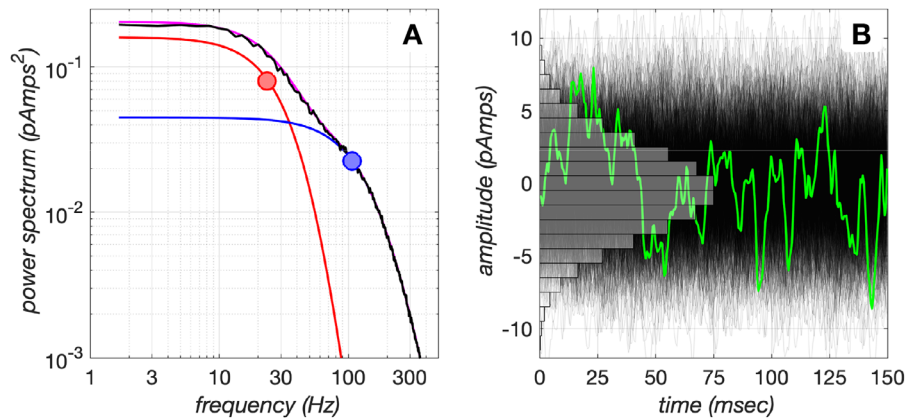 A
power spectrum (pAmps²)
10⁻¹
10⁻²
10⁻³
1 3 10 30 100 300
frequency (Hz)
B
amplitude (pAmps)
10
5
0
-5
-10
0 25 50 75 100 125 150
time (msec)